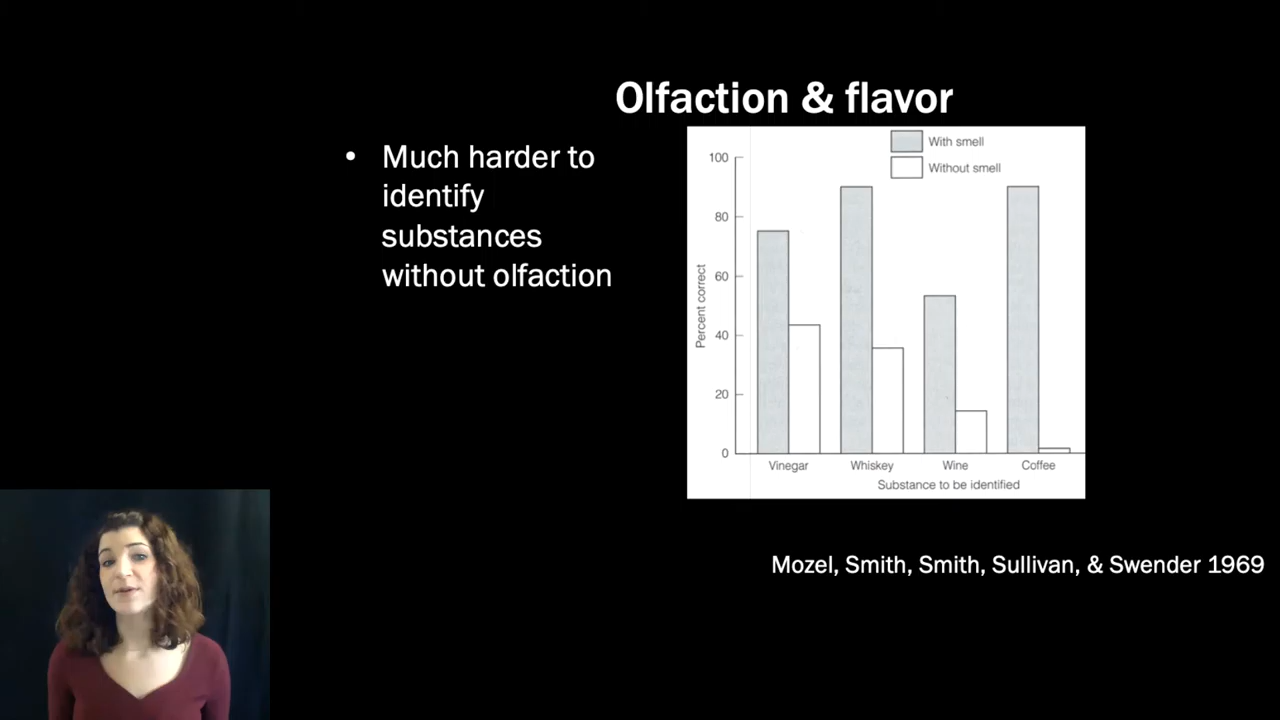 Olfaction & flavor
• Much harder to
identify
substances
without olfaction
With smell
Without smell
100
80
60
40
20
0
Percent correct
Vinegar Whiskey Wine Coffee
Substance to be identified
Mozel, Smith, Smith, Sullivan, & Swender 1969